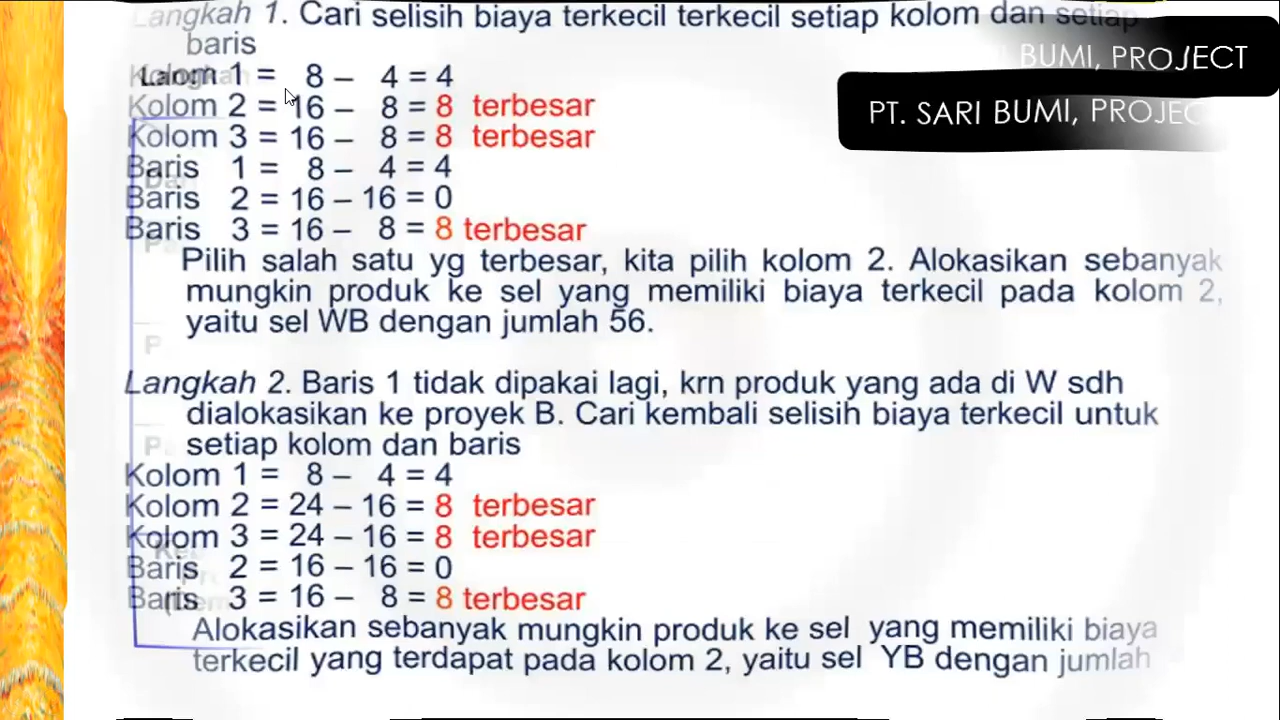 Langkah 1. Cari selisih biaya terkecil terkecil setiap kolom dan setiap
baris
BUMI, PROJECT
PT. SARI BUMI, PROJEC
Kolom 1 = 8 – 4 = 4
Kolom 2 = 16 – 8 = 8 terbesar
Kolom 3 = 16 – 8 = 8 terbesar
Baris 1 = 8 – 4 = 4
Baris 2 = 16 – 16 = 0
Baris 3 = 16 – 8 = 8 terbesar
Pilih salah satu yg terbesar, kita pilih kolom 2. Alokasikan sebanyak
mungkin produk ke sel yang memiliki biaya terkecil pada kolom 2,
yaitu sel WB dengan jumlah 56.
Langkah 2. Baris 1 tidak dipakai lagi, krn produk yang ada di W sdh
dialokasikan ke proyek B. Cari kembali selisih biaya terkecil untuk
setiap kolom dan baris
Kolom 1 = 8 – 4 = 4
Kolom 2 = 24 – 16 = 8 terbesar
Kolom 3 = 24 – 16 = 8 terbesar
Baris 2 = 16 – 16 = 0
Baris 3 = 16 – 8 = 8 terbesar
Alokasikan sebanyak mungkin produk ke sel yang memiliki biaya
terkecil yang terdapat pada kolom 2, yaitu sel YB dengan jumlah